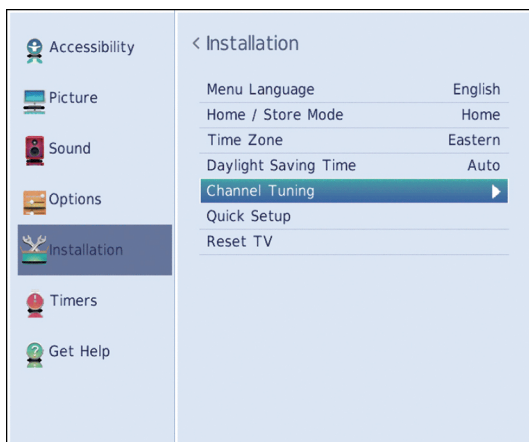 Accessibility
Picture
Sound
Options
Installation
Timers
Get Help
< Installation
Menu Language English
Home / Store Mode Home
Time Zone Eastern
Daylight Saving Time Auto
Channel Tuning
Quick Setup
Reset TV